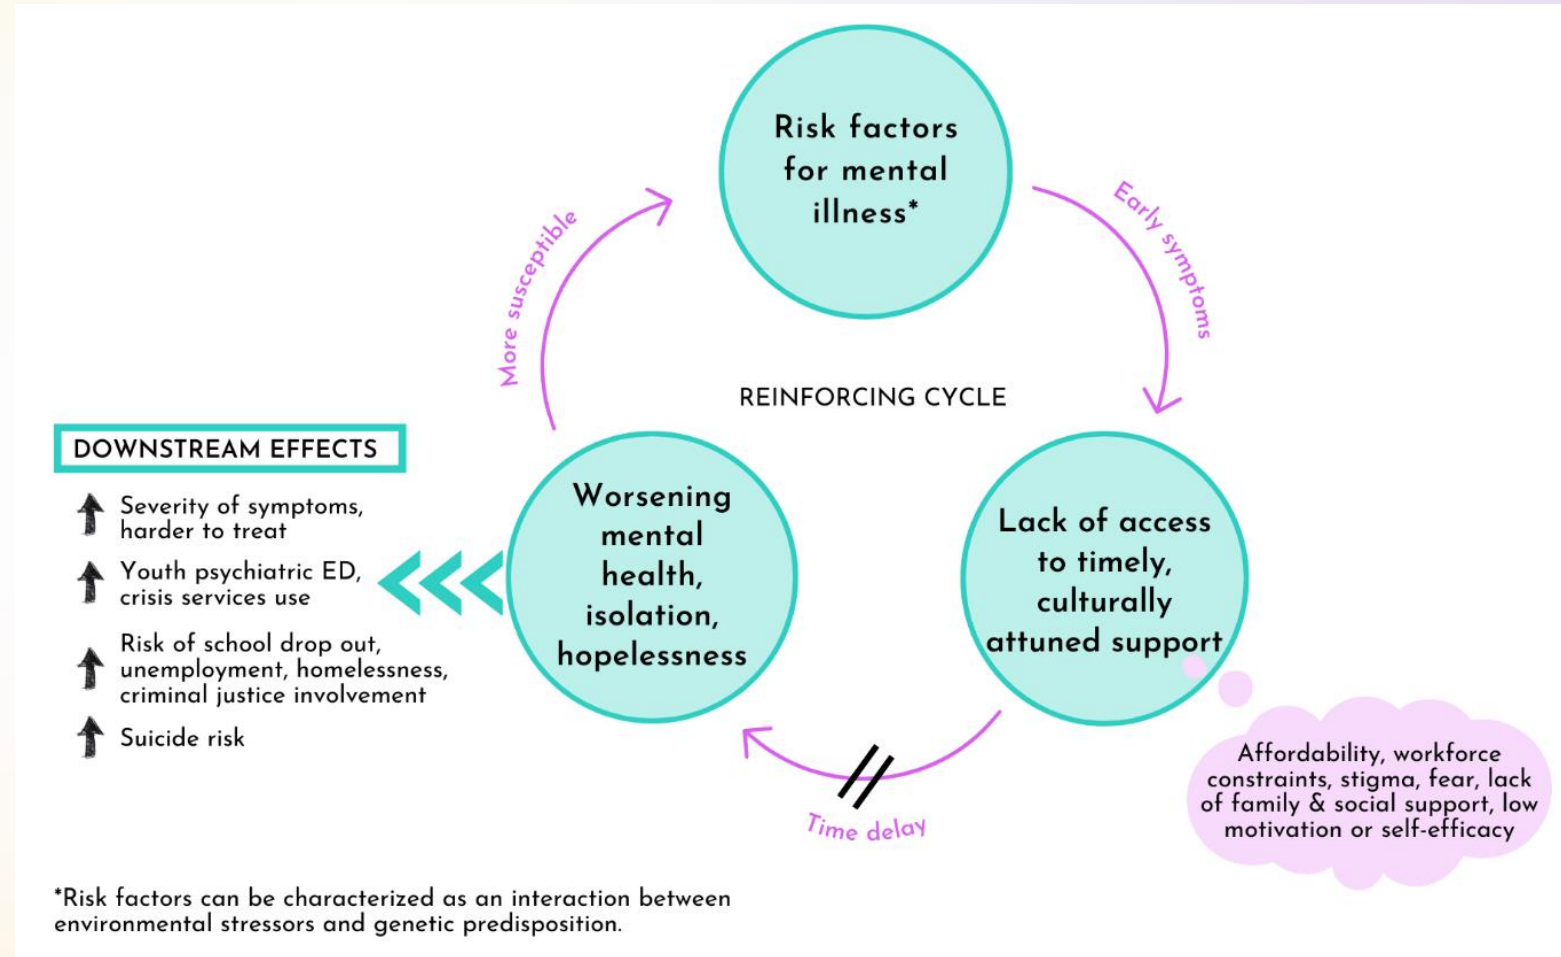 Risk factors
for mental
illness*
Early symptoms
More susceptible
REINFORCING CYCLE
DOWNSTREAM EFFECTS
Severity of symptoms,
harder to treat
Youth psychiatric ED,
crisis services use
Risk of school drop out,
unemployment, homelessness,
criminal justice involvement
Suicide risk
Worsening
mental
health,
isolation,
hopelessness
Lack of access
to timely,
culturally
attuned support
Affordability, workforce
constraints, stigma, fear, lack
of family & social support, low
motivation or self-efficacy
Time delay
*Risk factors can be characterized as an interaction between
environmental stressors and genetic predisposition.